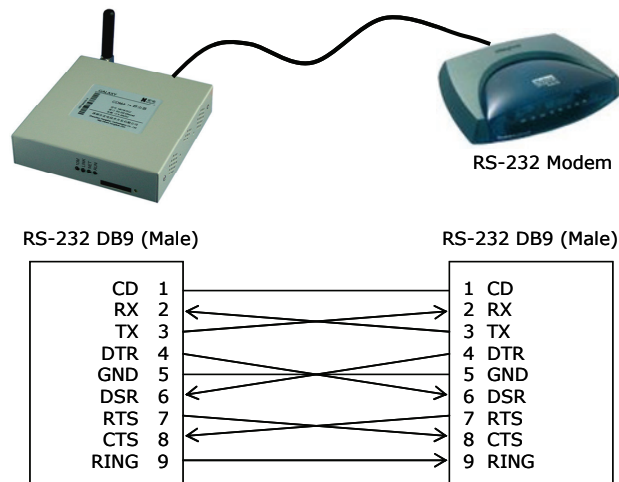 RS-232 Modem
RS-232 DB9 (Male)
RS-232 DB9 (Male)
CD 1
RX 2
TX 3
DTR 4
GND 5
DSR 6
RTS 7
CTS 8
RING 9
1 CD
2 RX
3 TX
4 DTR
5 GND
6 DSR
7 RTS
8 CTS
9 RING